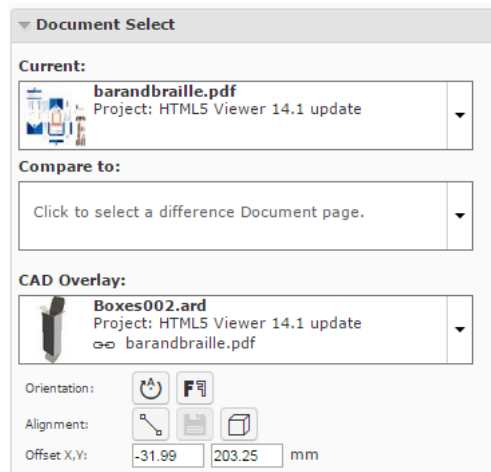 Document Select
Current:
barandbraille.pdf
Project: HTML5 Viewer 14.1 update
Compare to:
Click to select a difference Document page.
CAD Overlay:
Boxes002.ard
Project: HTML5 Viewer 14.1 update
barandbraille.pdf
Orientation:
Alignment:
Offset X,Y: -31.99 203.25 mm